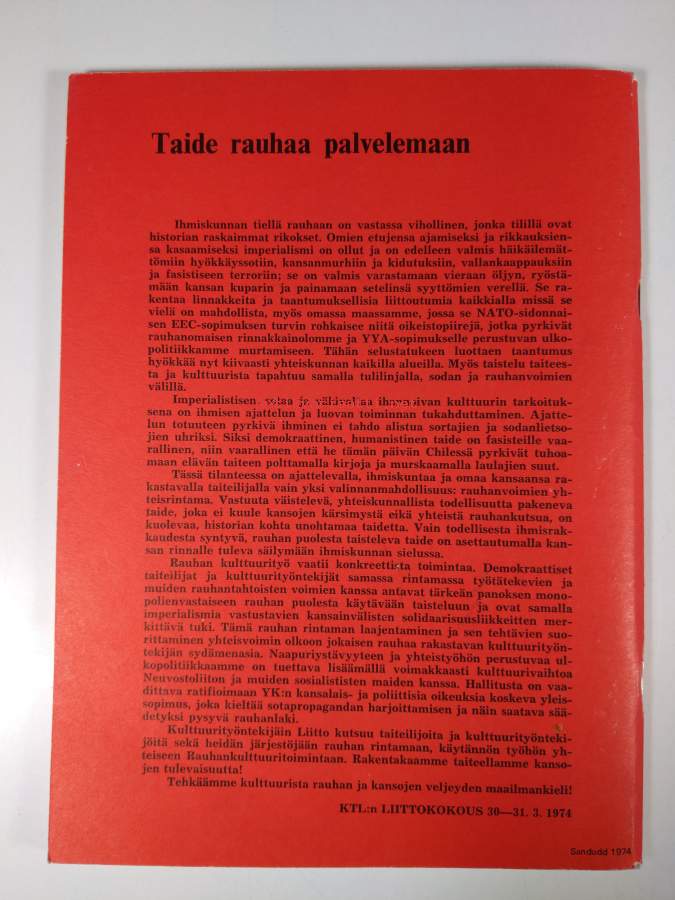 Taide rauhaa palvelemaan
Ihmiskunnan tiellä rauhaan on vastassa vihollinen, jonka tilillä ovat
historian raskaimmat rikokset. Omien etujensa ajamiseksi ja rikkauksien-
sa kasaamiseksi imperialismi on ollut ja on edelleen valmis häikäilemät-
tömiin hyökkäyssotiin, kansanmurhiin ja kidutuksiin, vallankaappauksiin
ja fasistiseen terroriin; se on valmis varastamaan vieraan öljyn, ryöstä-
mään kansan kuparin ja painamaan setelinsä syyttömien verellä. Se ra-
kentaa linnakkeita ja taantumuksellisia liittoutumia kaikkialla missä se
vielä on mahdollista, myös omassa maassamme, jossa se NATO-sidonnai-
sen EEC-sopimuksen turvin rohkaisee niitä oikeistopiirejä, jotka pyrkivät
rauhanomaisen rinnakkainolomme ja YYA-sopimukselle perustuvan ulko-
politiikkamme murtamiseen. Tähän selustatukeen luottaen taantumus
hyökkää nyt kiivaasti yhteiskunnan kaikilla alueilla. Myös taistelu taitees-
ta ja kulttuurista tapahtuu samalla tulilinjalla, sodan ja rauhanvoimien
välillä.
Imperialistisen, sotaa ja väkivaltaa ihannoivan kulttuurin tarkoituk-
sena on ihmisen ajattelun ja luovan toiminnan tukahduttaminen. Ajatte-
lun totuuteen pyrkivä ihminen ei tahdo alistua sortajien ja sodanlietso-
jien uhriksi. Siksi demokraattinen, humanistinen taide on fasisteille vaa-
rallinen, niin vaarallinen että he tämän päivän Chilessä pyrkivät tuhoa-
maan elävän taiteen polttamalla kirjoja ja murskaamalla laulajien suut.
Tässä tilanteessa on ajattelevalla, ihmiskuntaa ja omaa kansaansa ra-
kastavalla taiteilijalla vain yksi valinnanmahdollisuus: rauhanvoimien yh-
teisrintama. Vastuuta väistelevä, yhteiskunnallista todellisuutta pakeneva
taide, joka ei kuule kansojen kärsimystä eikä yhteistä rauhankutsua, on
kuolevaa, historian kohta unohtamaa taidetta. Vain todellisesta ihmisrak-
kaudesta syntyvä, rauhan puolesta taisteleva taide on asettautumalla kan-
san rinnalle tuleva säilymään ihmiskunnan sielussa.
Rauhan kulttuurityö vaatii konkreettista toimintaa. Demokraattiset
taiteilijat ja kulttuurityöntekijät samassa rintamassa työtätekevien ja
muiden rauhantahtoisten voimien kanssa antavat tärkeän panoksen mono-
polienvastaiseen rauhan puolesta käytävään taisteluun ja ovat samalla
imperialismia vastustavien kansainvälisten solidaarisuusliikkeitten mer-
kittävä tuki. Tämä rauhan rintaman laajentaminen ja sen tehtävien suo-
rittaminen yhteisvoimin olkoon jokaisen rauhaa rakastavan kulttuurityön-
tekijän sydämenasia. Naapuriystävyyteen ja yhteistyöhön perustuvaa ul-
kopolitiikkaamme on tuettava lisäämällä voimakkaasti kulttuurivaihtoa
Neuvostoliiton ja muiden sosialististen maiden kanssa. Hallitusta on vaa-
dittava ratifioimaan YK:n kansalais- ja poliittisia oikeuksia koskeva yleis-
sopimus, joka kieltää sotapropagandan harjoittamisen ja näin saatava sää-
detyksi pysyvä rauhanlaki.
Kulttuurityöntekijäin Liitto kutsuu taiteilijoita ja kulttuurityönteki-
jöitä sekä heidän järjestöjään rauhan rintamaan, käytännön työhön yh-
teiseen Rauhankulttuuritoimintaan. Rakentakaamme taiteellamme kanso-
jen tulevaisuutta!
Tehkäämme kulttuurista rauhan ja kansojen veljeyden maailmankieli!
KTL:n LIITTOKOKOUS 30—31. 3. 1974
Sandudd 1974